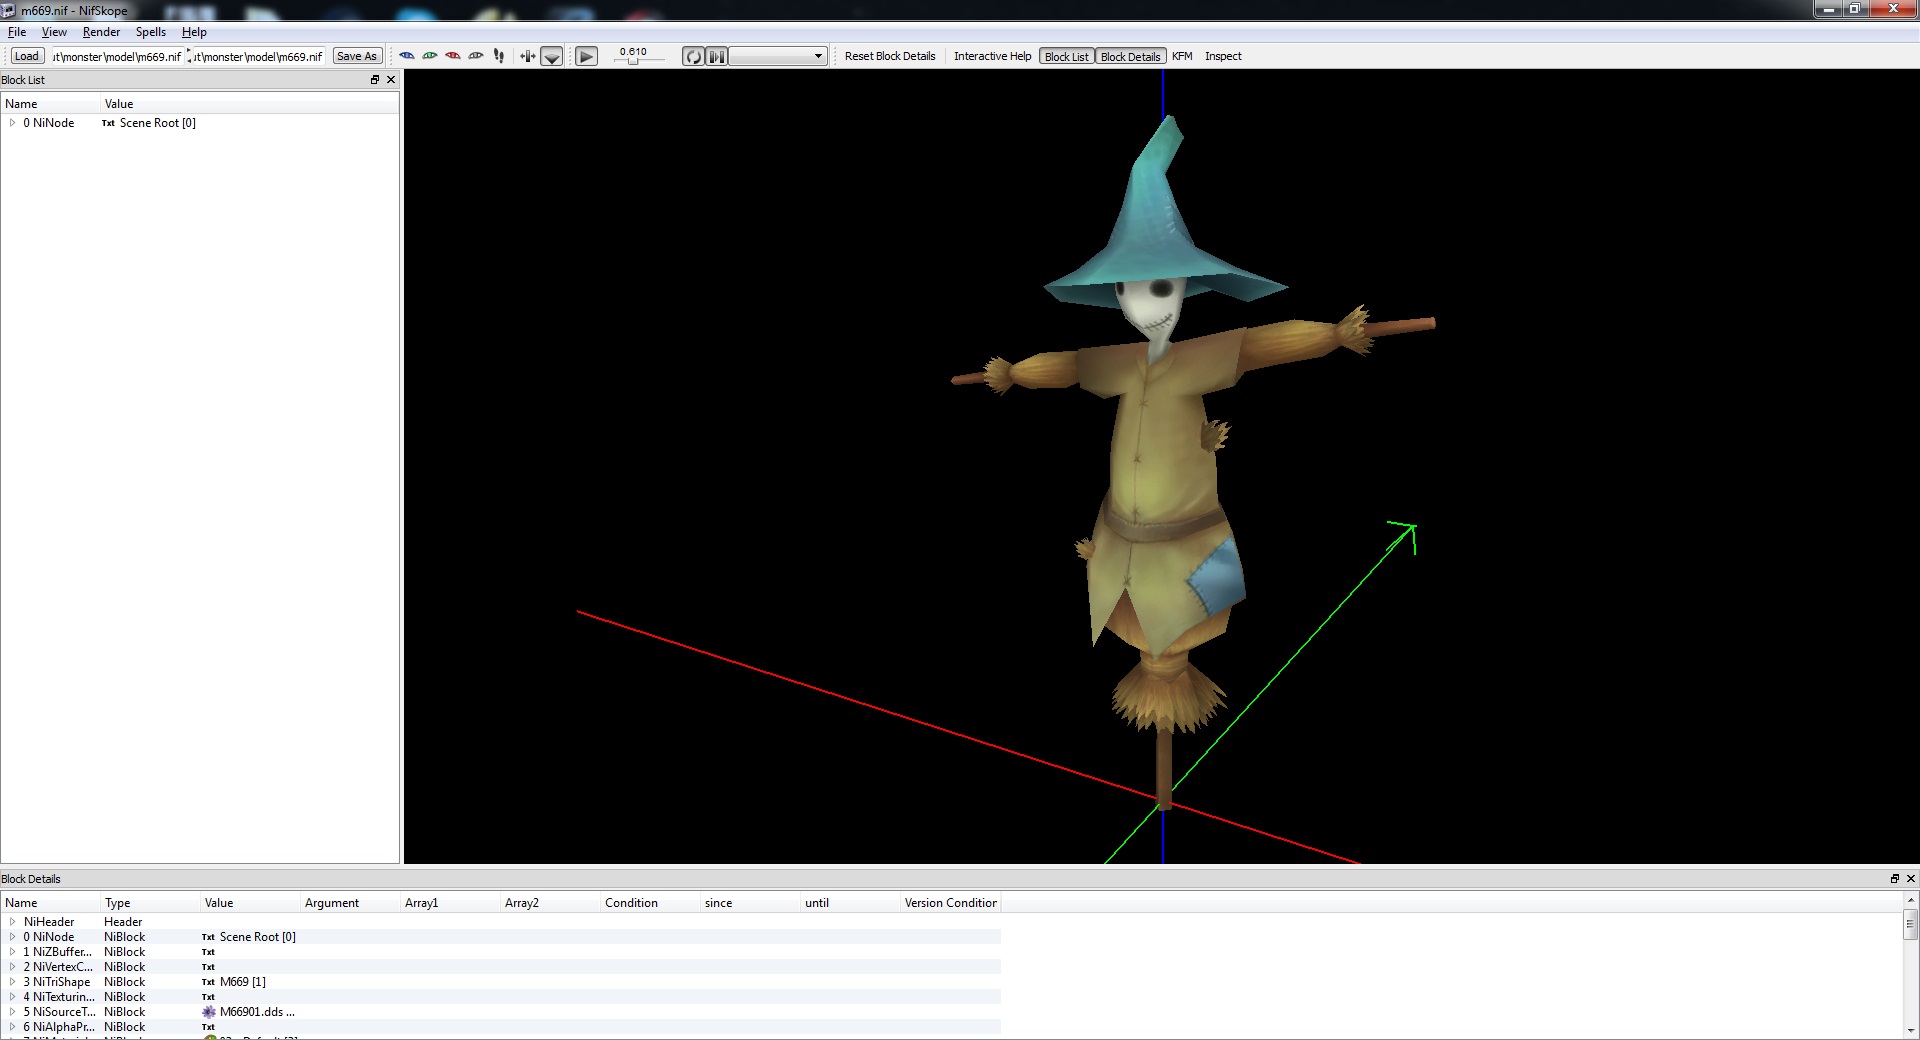 m669.nif - NifSkope
File View Render Spells Help
Load ut\monster\model\m669.nif ut\monster\model\m669.nif Save As 0.610 Reset Block Details Interactive Help Block List Block Details KFM Inspect
Block List
Name Value
0 NiNode Txt Scene Root [0]
Block Details
Name Type Value Argument Array1 Array2 Condition since until Version Condition
NiHeader Header
0 NiNode NiBlock Txt Scene Root [0]
1 NiZBuffer... NiBlock Txt
2 NiVertexC... NiBlock Txt
3 NiTriShape NiBlock Txt M669 [1]
4 NiTexturin... NiBlock Txt
5 NiSourceT... NiBlock M66901.dds ...
6 NiAlphaPr... NiBlock Txt